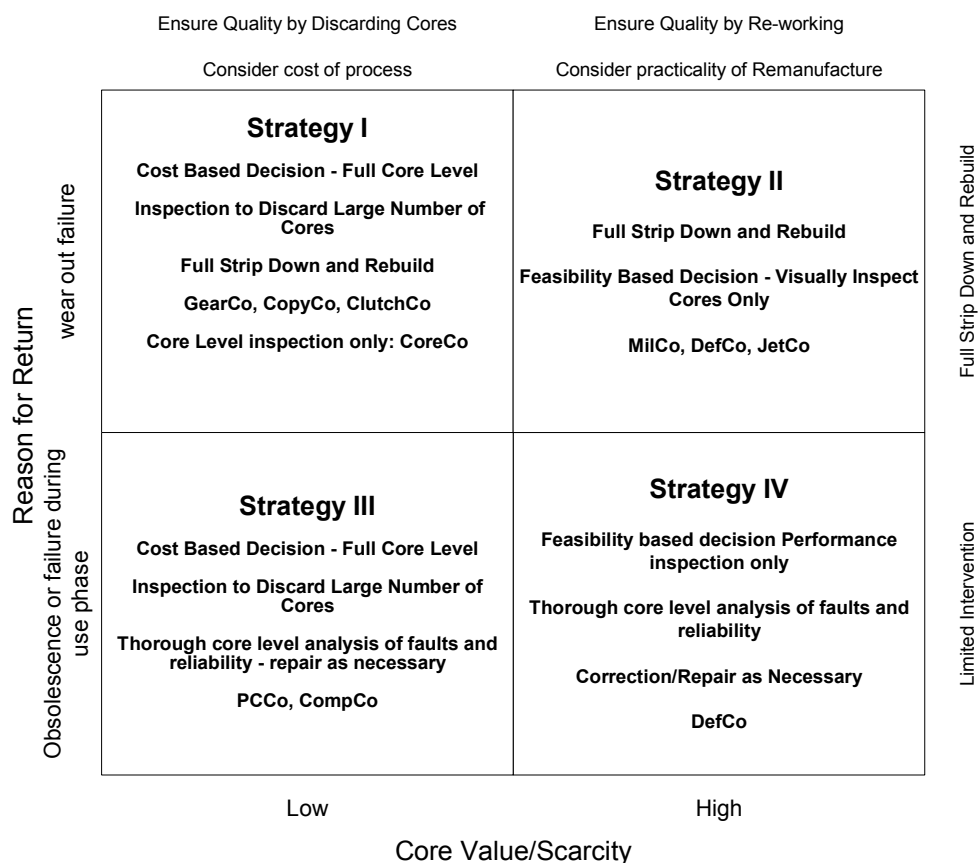 Ensure Quality by Discarding Cores
Ensure Quality by Re-working
Consider cost of process
Consider practicality of Remanufacture
Strategy I
Cost Based Decision - Full Core Level
Inspection to Discard Large Number of
Cores
Full Strip Down and Rebuild
GearCo, CopyCo, ClutchCo
Core Level inspection only: CoreCo
Strategy II
Full Strip Down and Rebuild
Feasibility Based Decision - Visually Inspect
Cores Only
MilCo, DefCo, JetCo
Strategy III
Cost Based Decision - Full Core Level
Inspection to Discard Large Number of
Cores
Thorough core level analysis of faults and
reliability - repair as necessary
PCCo, CompCo
Strategy IV
Feasibility based decision Performance
inspection only
Thorough core level analysis of faults and
reliability
Correction/Repair as Necessary
DefCo
Reason for Return
wear out failure
Obsolescence or failure during
use phase
Full Strip Down and Rebuild
Limited Intervention
Low
High
Core Value/Scarcity